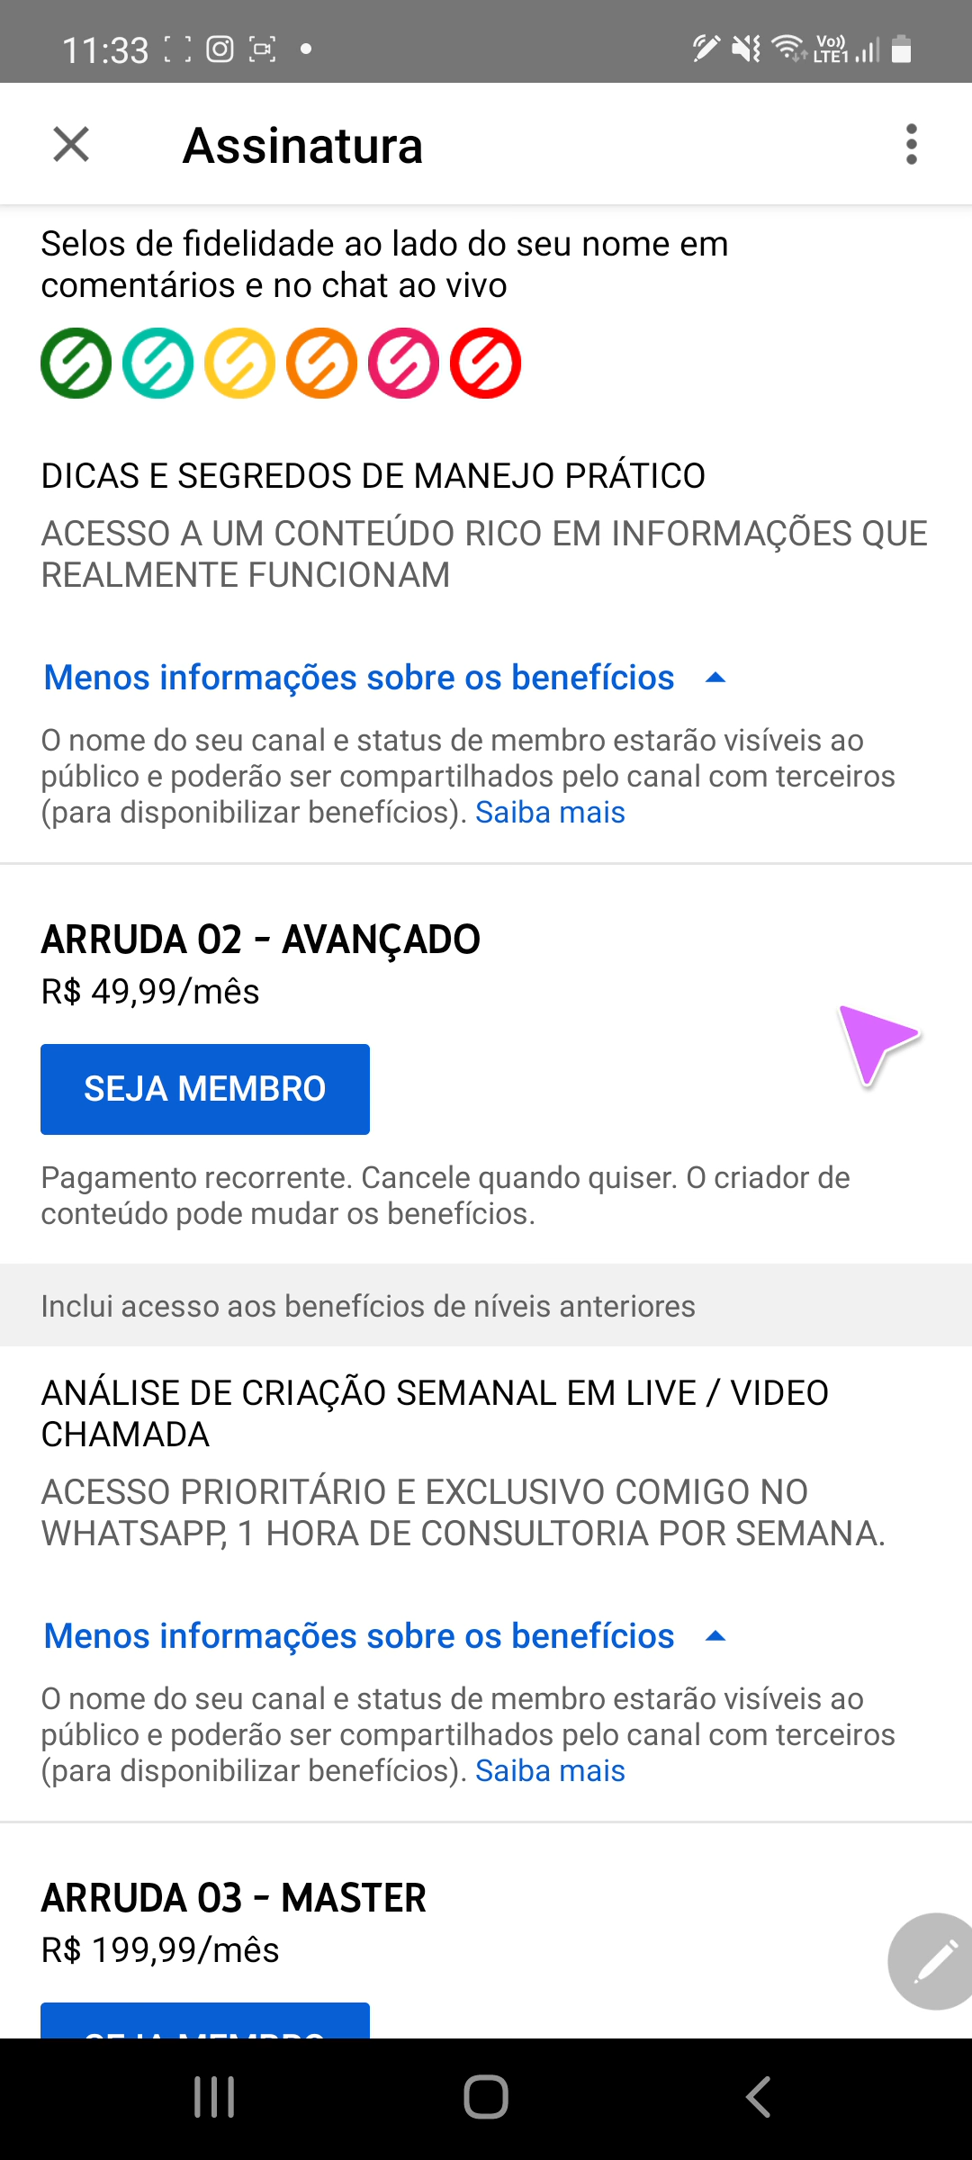 11:33
Vo))
LTE1
Assinatura
Selos de fidelidade ao lado do seu nome em
comentários e no chat ao vivo
DICAS E SEGREDOS DE MANEJO PRÁTICO
ACESSO A UM CONTEÚDO RICO EM INFORMAÇÕES QUE
REALMENTE FUNCIONAM
Menos informações sobre os benefícios
O nome do seu canal e status de membro estarão visíveis ao
público e poderão ser compartilhados pelo canal com terceiros
(para disponibilizar benefícios). Saiba mais
ARRUDA 02 - AVANÇADO
R$ 49,99/mês
SEJA MEMBRO
Pagamento recorrente. Cancele quando quiser. O criador de
conteúdo pode mudar os benefícios.
Inclui acesso aos benefícios de níveis anteriores
ANÁLISE DE CRIAÇÃO SEMANAL EM LIVE / VIDEO
CHAMADA
ACESSO PRIORITÁRIO E EXCLUSIVO COMIGO NO
WHATSAPP, 1 HORA DE CONSULTORIA POR SEMANA.
Menos informações sobre os benefícios
O nome do seu canal e status de membro estarão visíveis ao
público e poderão ser compartilhados pelo canal com terceiros
(para disponibilizar benefícios). Saiba mais
ARRUDA 03 - MASTER
R$ 199,99/mês
SEJA MEMBRO